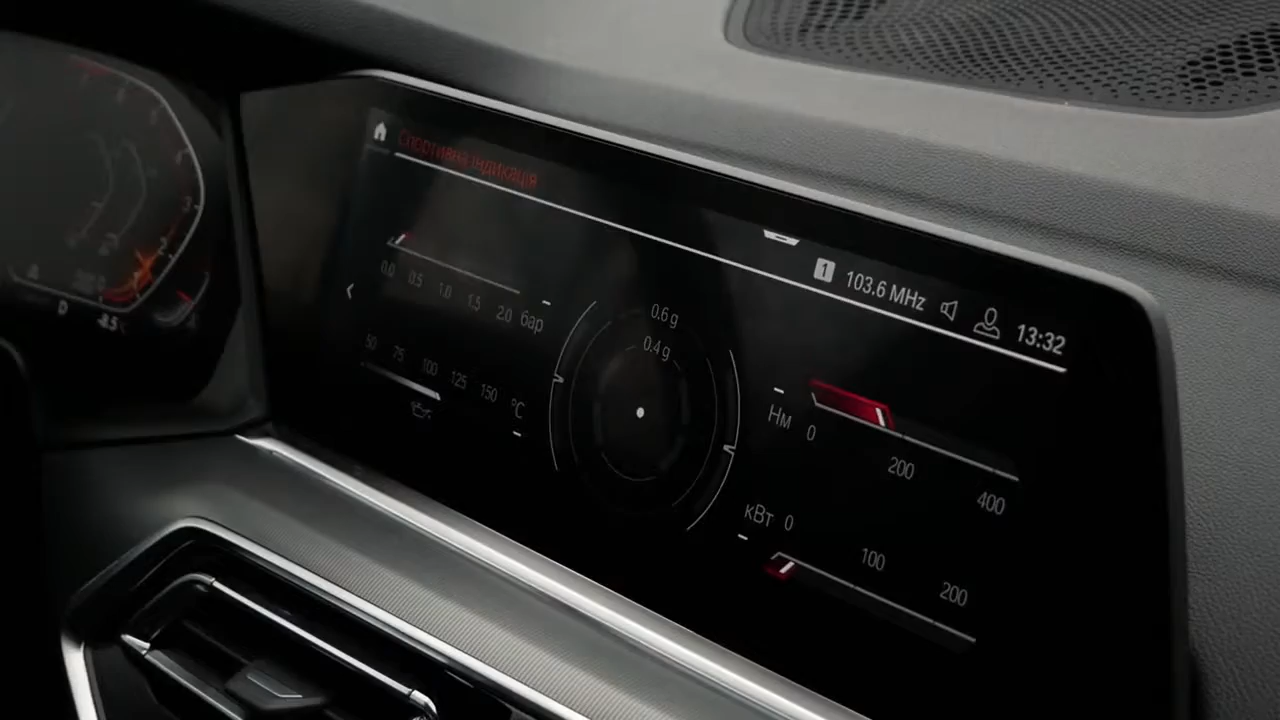 Спортивна індикація
1 103.6 MHz 13:32
0.0 0.5 1.0 1.5 2.0 бар
50 75 100 125 150 °C
0.6 g
0.4 g
Нм 0 200 400
кВт 0 100 200
D